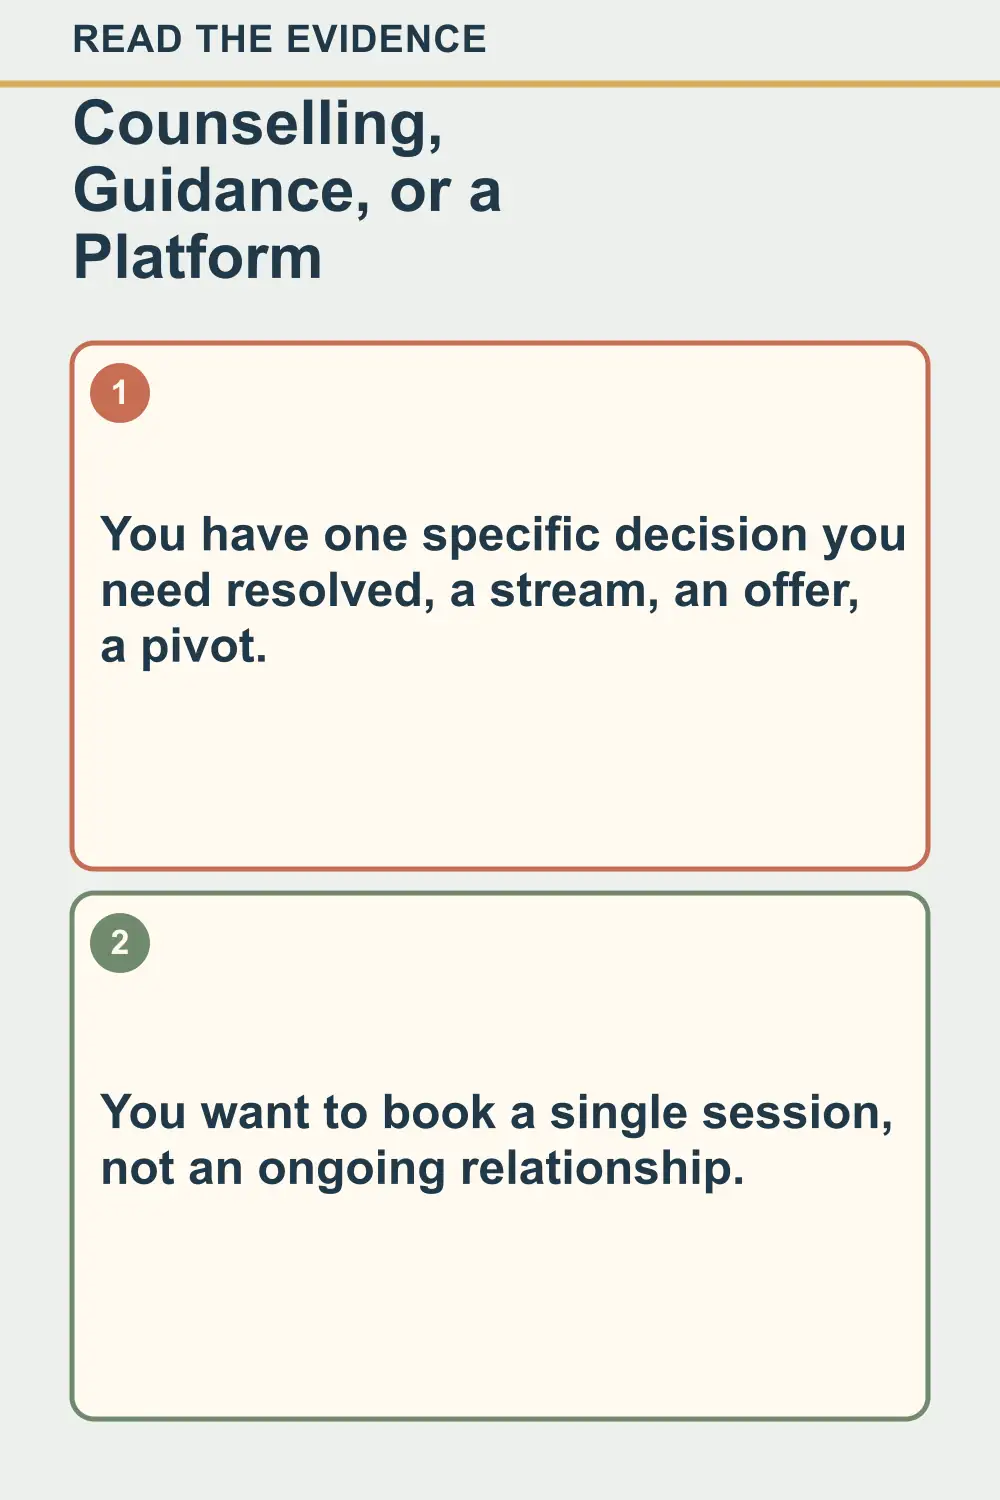 READ THE EVIDENCE
Counselling,
Guidance, or a
Platform
1
You have one specific decision you
need resolved, a stream, an offer,
a pivot.
2
You want to book a single session,
not an ongoing relationship.